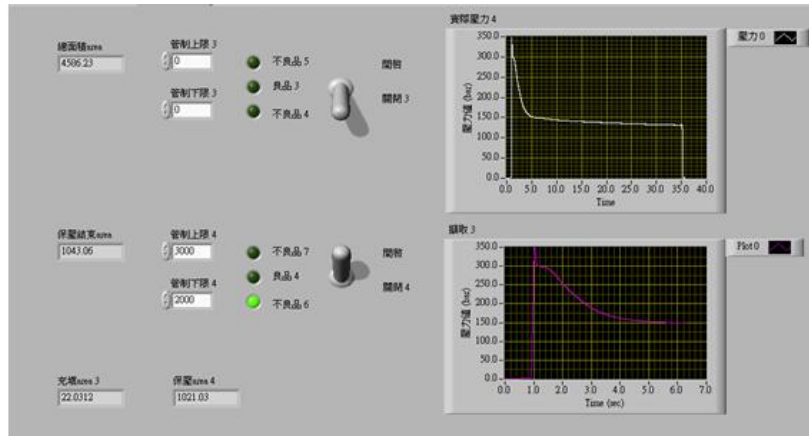 總面積area
4586.23
管制上限 3
0
管制下限 3
0
不良品 5
良品 3
不良品 4
開啟
關閉 3
實際壓力 4
壓力 0
壓力值 (bar)
350.0
300.0
250.0
200.0
150.0
100.0
50.0
0.0
0.0 5.0 10.0 15.0 20.0 25.0 30.0 35.0 40.0
Time
保壓結束area
1043.06
管制上限 4
3000
管制下限 4
2000
不良品 7
良品 4
不良品 6
開啟
關閉 4
擷取 3
Plot 0
壓力值 (bar)
350.0
300.0
250.0
200.0
150.0
100.0
50.0
0.0
0.0 1.0 2.0 3.0 4.0 5.0 6.0 7.0
Time (sec)
充填area 3
22.0312
保壓area 4
1021.03